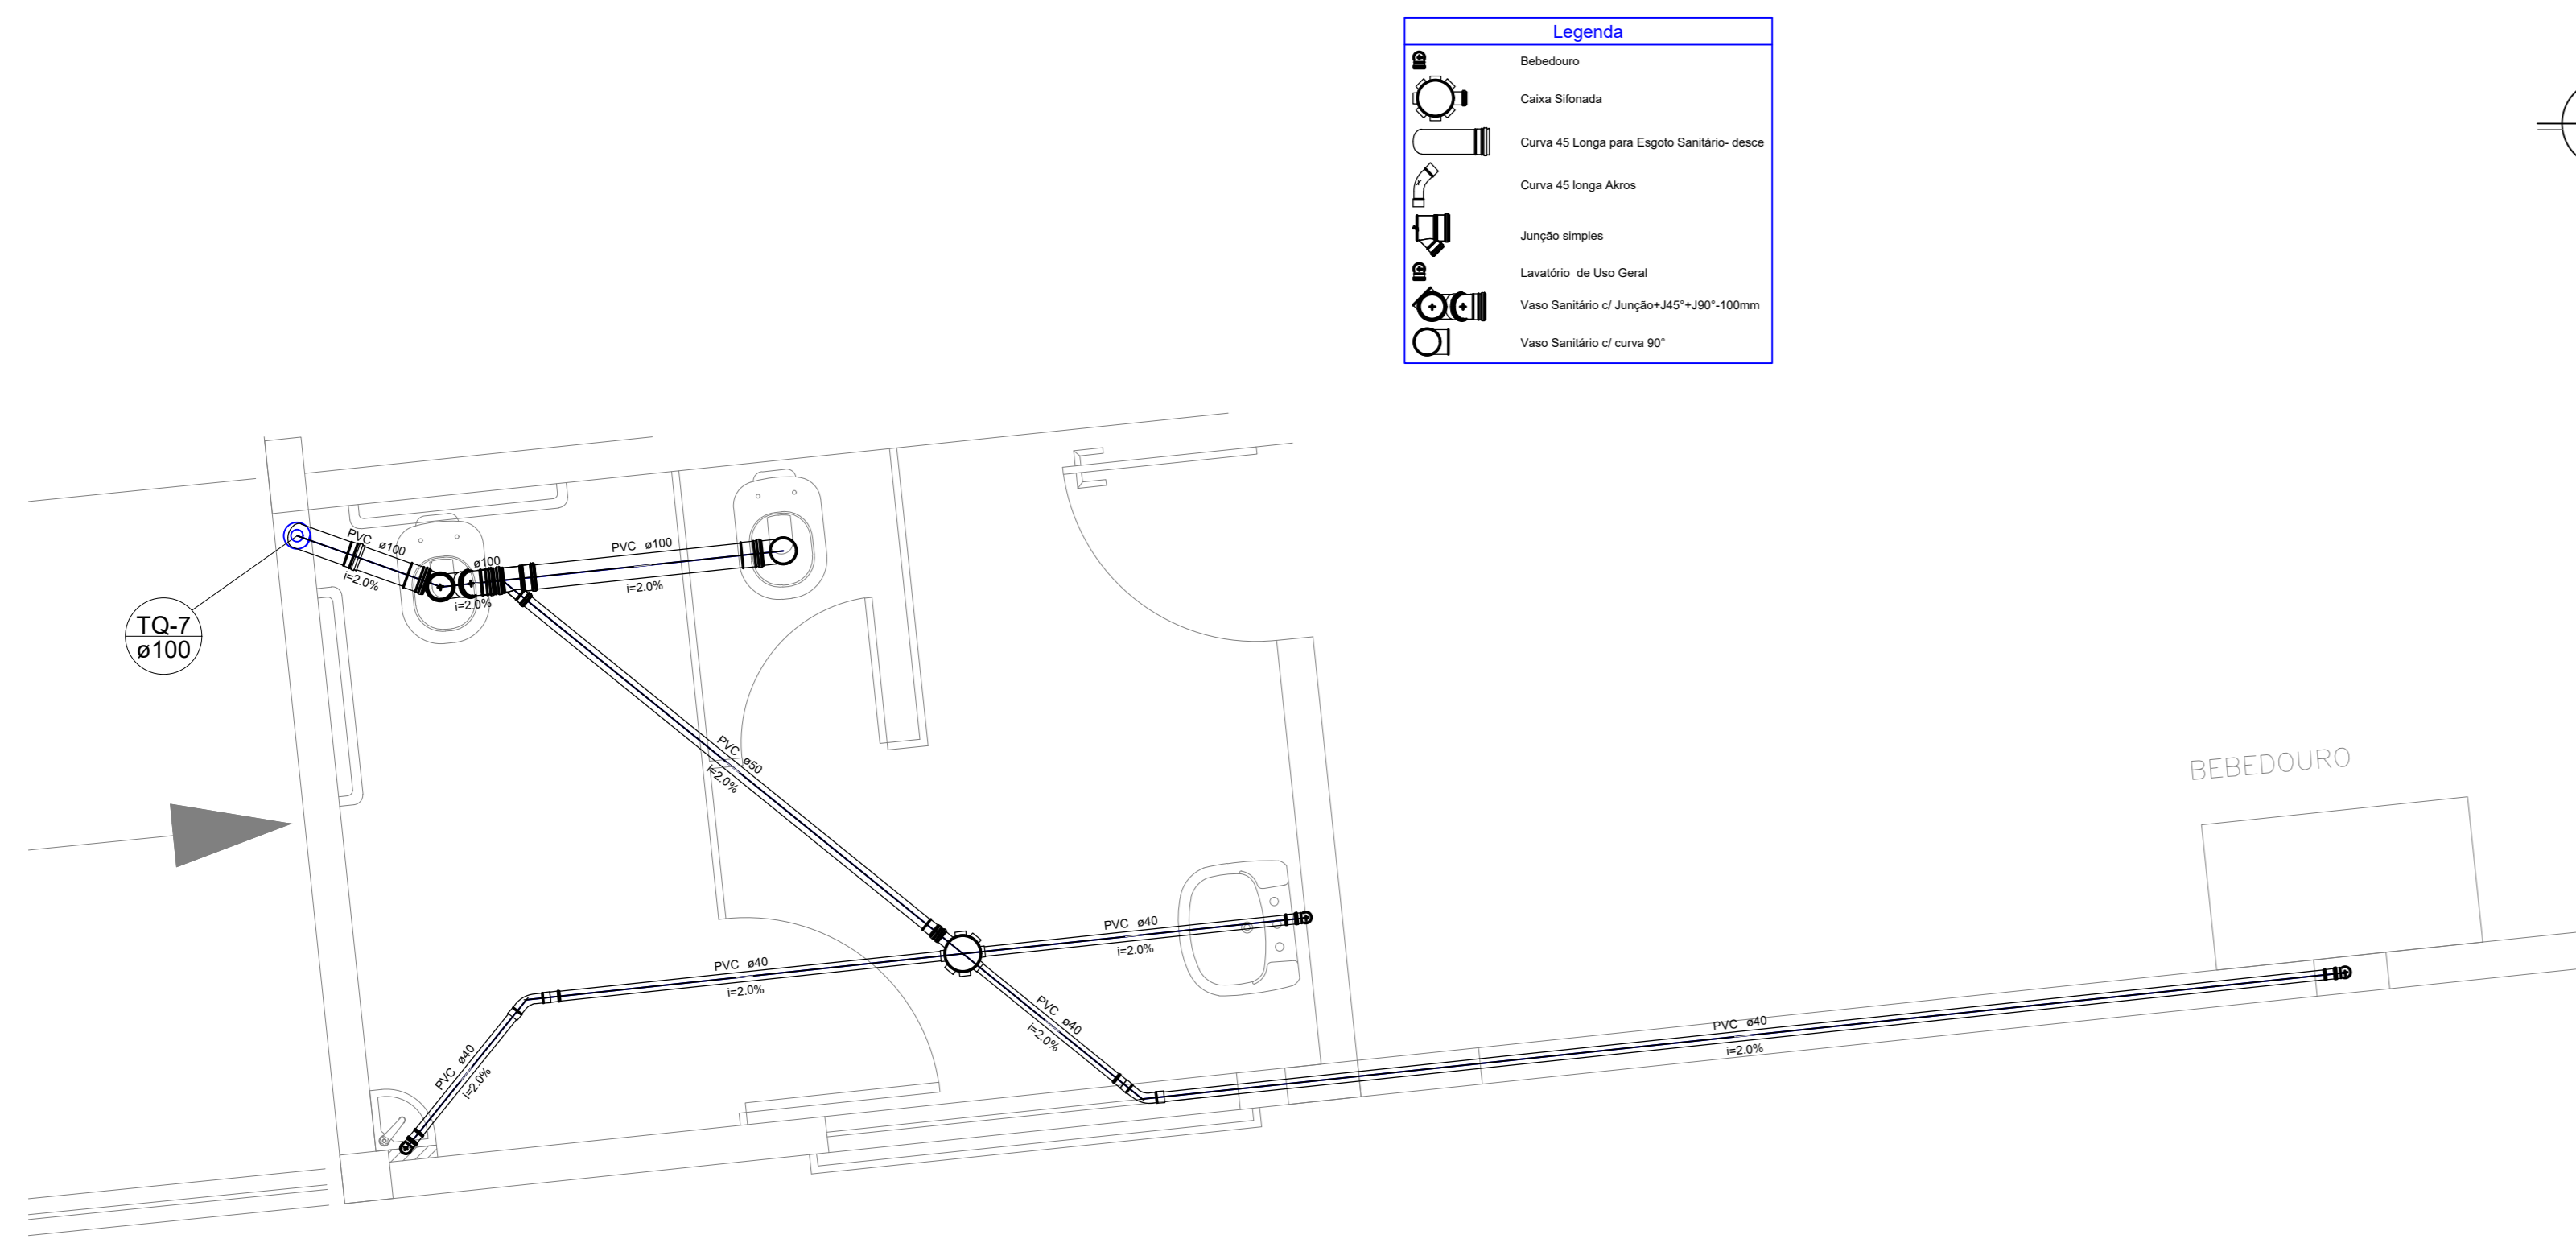 Legenda
Bebedouro
Caixa Sifonada
Curva 45 Longa para Esgoto Sanitário- desce
Curva 45 longa Akros
Junção simples
Lavatório de Uso Geral
Vaso Sanitário c/ Junção+J45°+J90°-100mm
Vaso Sanitário c/ curva 90°
PVC ø100
i=2.0%
ø100
i=2.0%
PVC ø100
i=2.0%
TQ-7
ø100
PVC ø50
i=2.0%
BEBEDOURO
PVC ø40
i=2.0%
PVC ø40
i=2.0%
PVC ø40
i=2.0%
PVC ø40
i=2.0%
PVC ø40
i=2.0%